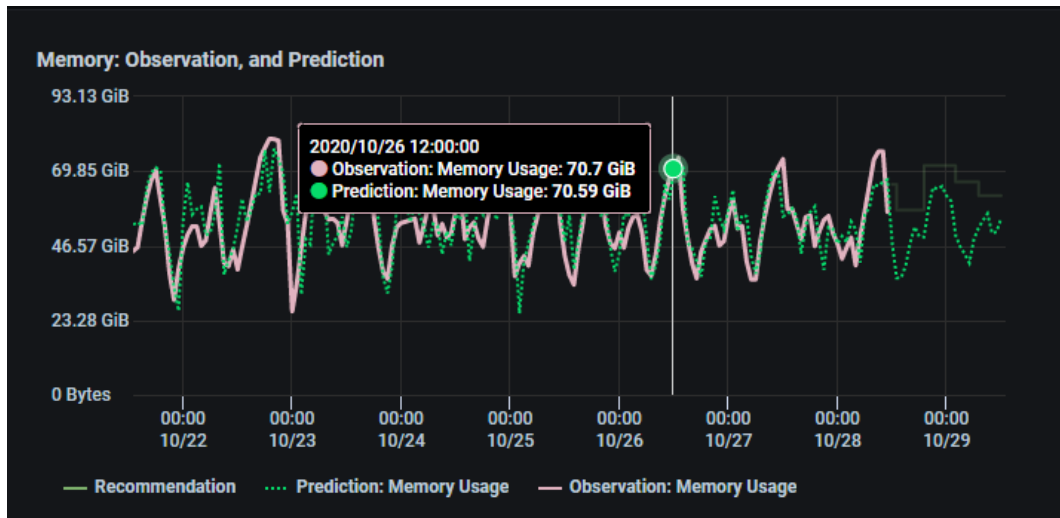 Memory: Observation, and Prediction
93.13 GiB
2020/10/26 12:00:00
Observation: Memory Usage: 70.7 GiB
Prediction: Memory Usage: 70.59 GiB
69.85 GiB
46.57 GiB
23.28 GiB
0 Bytes
00:00 00:00 00:00 00:00 00:00 00:00 00:00 00:00
10/22 10/23 10/24 10/25 10/26 10/27 10/28 10/29
Recommendation Prediction: Memory Usage Observation: Memory Usage